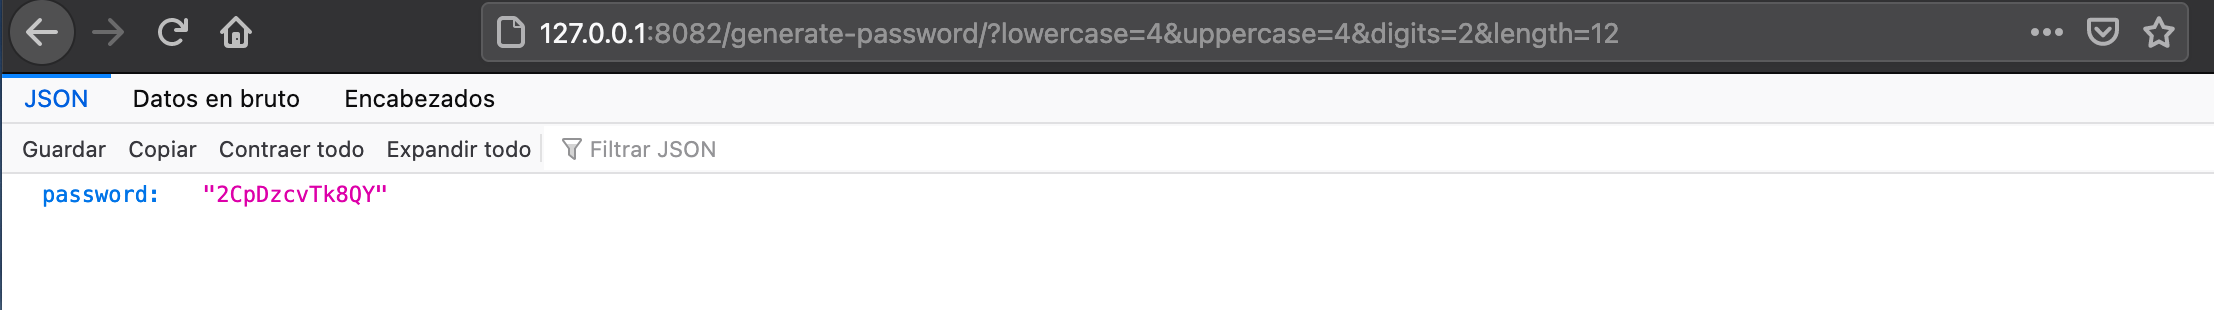 127.0.0.1:8082/generate-password/?lowercase=4&uppercase=4&digits=2&length=12
JSON Datos en bruto Encabezados
Guardar Copiar Contraer todo Expandir todo Filtrar JSON
password: "2CpDzcvTk8QY"